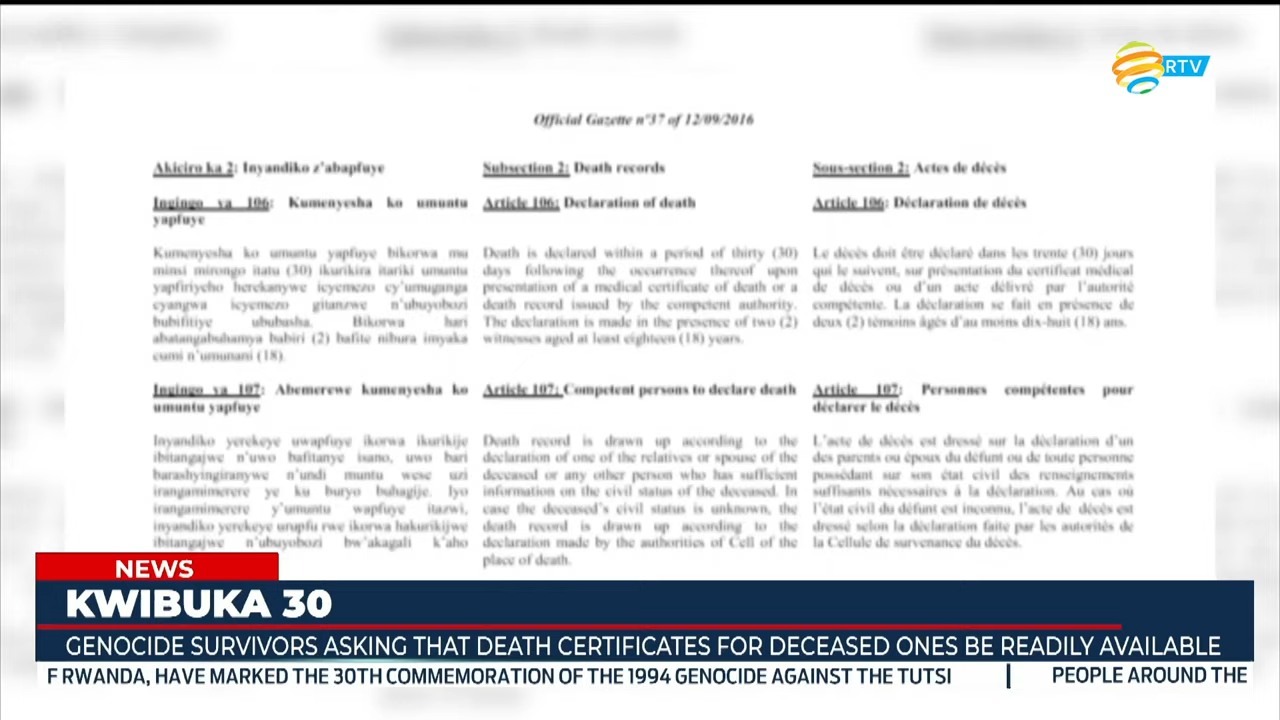 RTV
Official Gazette nº37 of 12/09/2016
Akiciro ka 2: Inyandiko z'abapfuye
Ingingo ya 106: Kumenyesha ko umuntu
yapfuye
Kumenyesha ko umuntu yapfuye bikorwa mu
minsi mirongo itatu (30) ikurikira itariki umuntu
yapfiriyeho herekanywe icyemezo cy'umuganga
cyangwa icyemezo gitanzwe n'ubuyobozi
bubifitiye ububasha. Bikorwa hari
abatangabuhamya babiri (2) bafite nibura imyaka
cumi n'umunani (18).
Ingingo ya 107: Abemerewe kumenyesha ko
umuntu yapfuye
Inyandiko yerekeye uwapfuye ikorwa ikurikije
ibitangajwe n'uwo bafitanye isano, uwo bari
barashyingiranywe n'undi muntu wese uzi
irangamimerere ye ku buryo buhagije. Iyo
irangamimerere y'umuntu wapfuye itazwi,
inyandiko yerekeye urupfu rwe ikorwa hakurikijwe
ibitangajwe n'ubuyobozi bw'akagali k'aho
Subsection 2: Death records
Article 106: Declaration of death
Death is declared within a period of thirty (30)
days following the occurrence thereof upon
presentation of a medical certificate of death or a
death record issued by the competent authority.
The declaration is made in the presence of two (2)
witnesses aged at least eighteen (18) years.
Article 107: Competent persons to declare death
Death record is drawn up according to the
declaration of one of the relatives or spouse of the
deceased or any other person who has sufficient
information on the civil status of the deceased. In
case the deceased's civil status is unknown, the
death record is drawn up according to the
declaration made by the authorities of Cell of the
place of death.
Sous-section 2: Actes de décès
Article 106: Déclaration de décès
Le décès doit être déclaré dans les trente (30) jours
qui le suivent, sur présentation du certificat médical
de décès ou d'un acte délivré par l'autorité
compétente. La déclaration se fait en présence de
deux (2) témoins âgés d'au moins dix-huit (18) ans.
Article 107: Personnes compétentes pour
déclarer le décès
L'acte de décès est dressé sur la déclaration d'un
des parents ou époux du défunt ou de toute personne
possédant sur son état civil des renseignements
suffisants nécessaires à la déclaration. Au cas où
l'état civil du défunt est inconnu, l'acte de décès est
dressé selon la déclaration faite par les autorités de
la Cellule de survenance du décès.
NEWS
KWIBUKA 30
GENOCIDE SURVIVORS ASKING THAT DEATH CERTIFICATES FOR DECEASED ONES BE READILY AVAILABLE
F RWANDA, HAVE MARKED THE 30TH COMMEMORATION OF THE 1994 GENOCIDE AGAINST THE TUTSI | PEOPLE AROUND THE